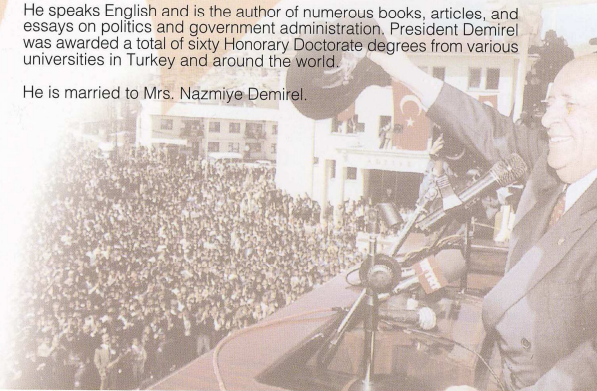 He speaks English and is the author of numerous books, articles, and
essays on politics and government administration. President Demirel
was awarded a total of sixty Honorary Doctorate degrees from various
universities in Turkey and around the world.
He is married to Mrs. Nazmiye Demirel.